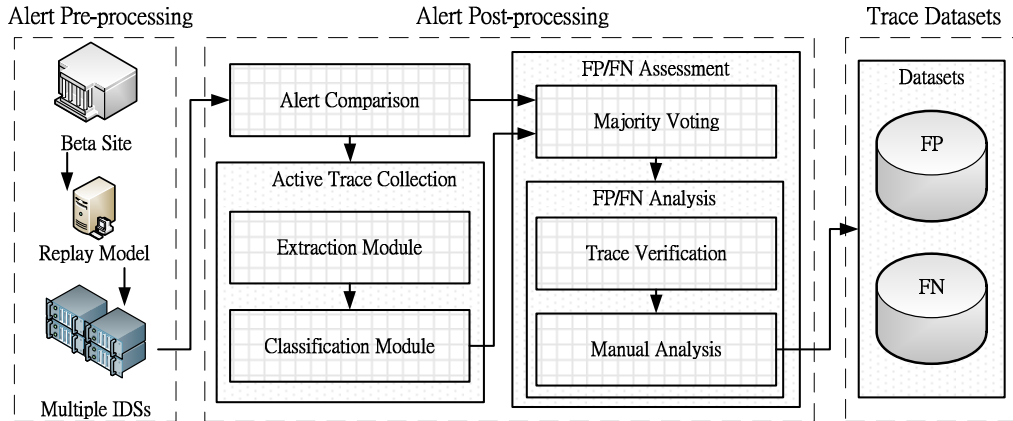 Alert Pre-processing
Beta Site
Replay Model
Multiple IDSs
Alert Post-processing
Alert Comparison
Active Trace Collection
Extraction Module
Classification Module
FP/FN Assessment
Majority Voting
FP/FN Analysis
Trace Verification
Manual Analysis
Trace Datasets
Datasets
FP
FN